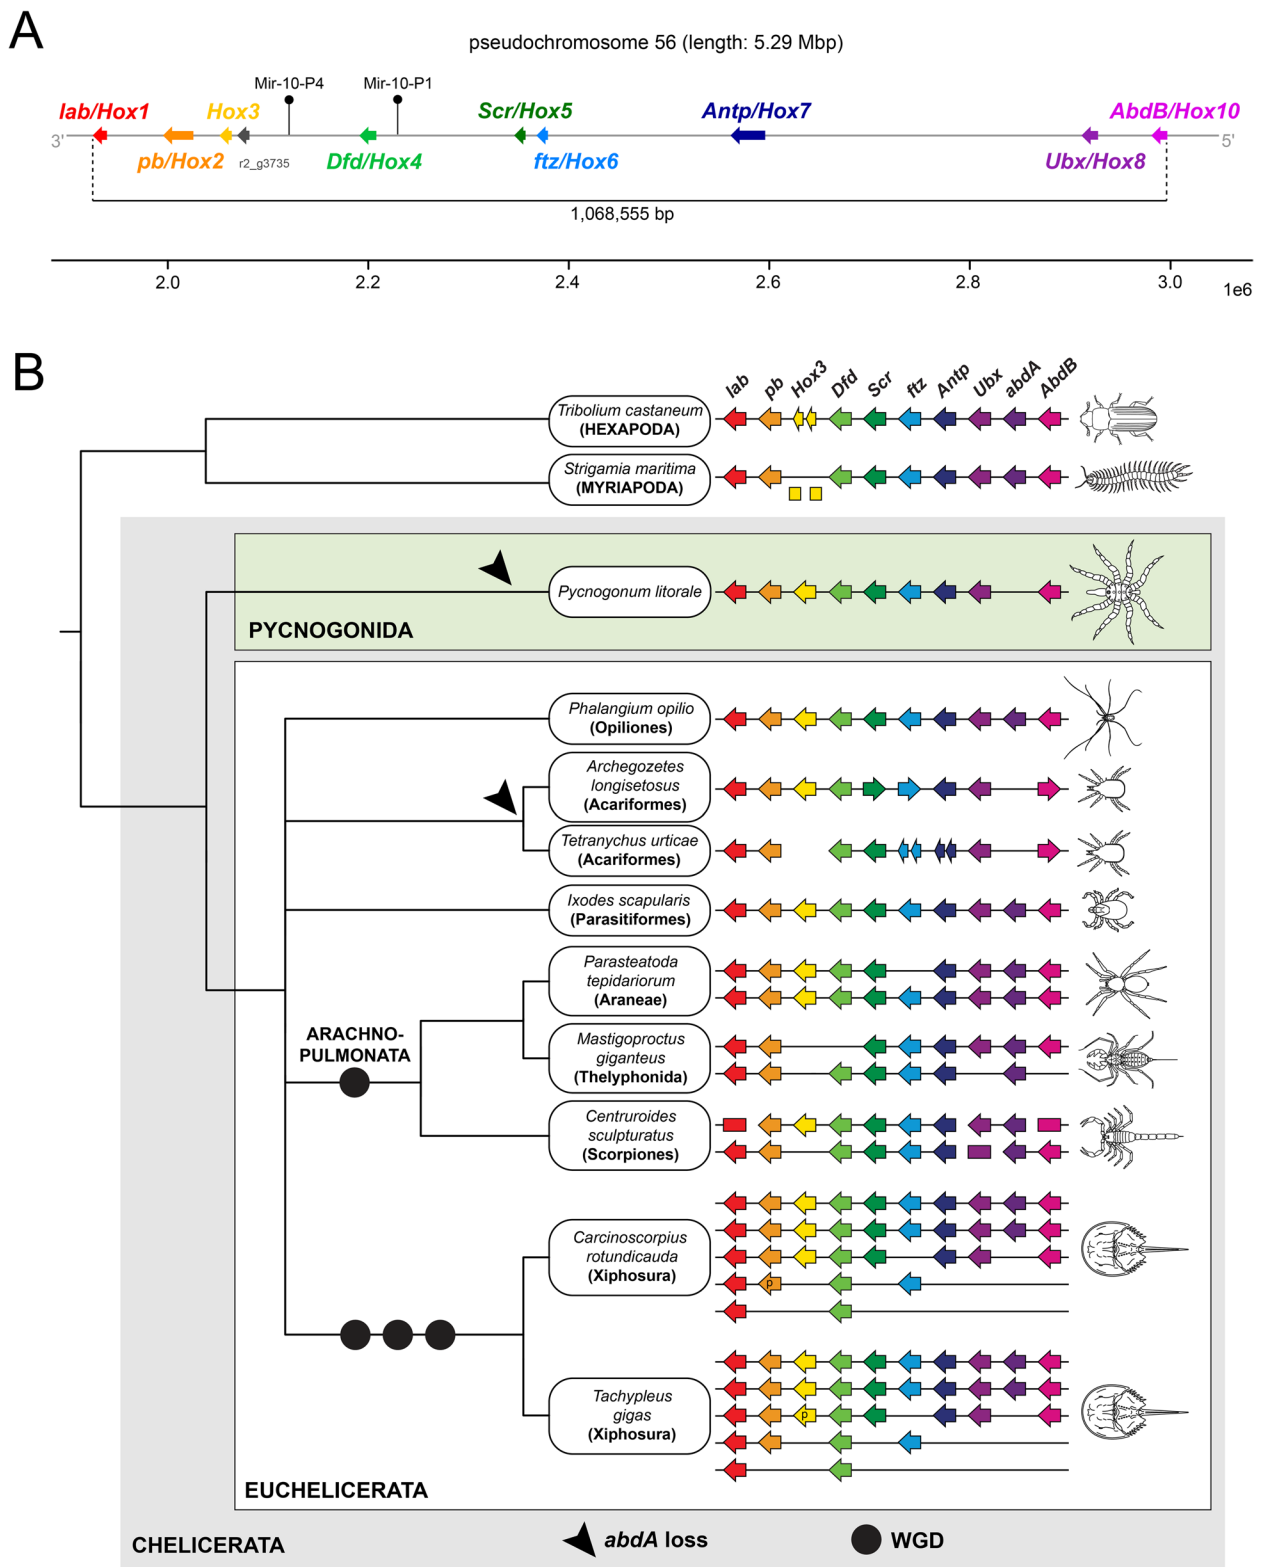 A
pseudochromosome 56 (length: 5.29 Mbp)
Mir-10-P4 Mir-10-P1
lab/Hox1 Hox3 Scr/Hox5 Antp/Hox7 AbdB/Hox10
3' 5'
pb/Hox2 r2_g3735 Dfd/Hox4 ftz/Hox6 Ubx/Hox8
1,068,555 bp
2.0 2.2 2.4 2.6 2.8 3.0 1e6
B
lab pb Hox3 Dfd Scr ftz Antp Ubx abdA AbdB
Tribolium castaneum
(HEXAPODA)
Strigamia maritima
(MYRIAPODA)
Pycnogonum litorale
PYCNOGONIDA
Phalangium opilio
(Opiliones)
Archegozetes
longisetosus
(Acariformes)
Tetranychus urticae
(Acariformes)
Ixodes scapularis
(Parasitiformes)
Parasteatoda
tepidariorum
(Araneae)
ARACHNO-
PULMONATA
Mastigoproctus
giganteus
(Thelyphonida)
Centruroides
sculpturatus
(Scorpiones)
Carcinoscorpius
rotundicauda
(Xiphosura)
p
Tachypleus
gigas
(Xiphosura)
p
EUCHELICERATA
CHELICERATA
abdA loss
WGD